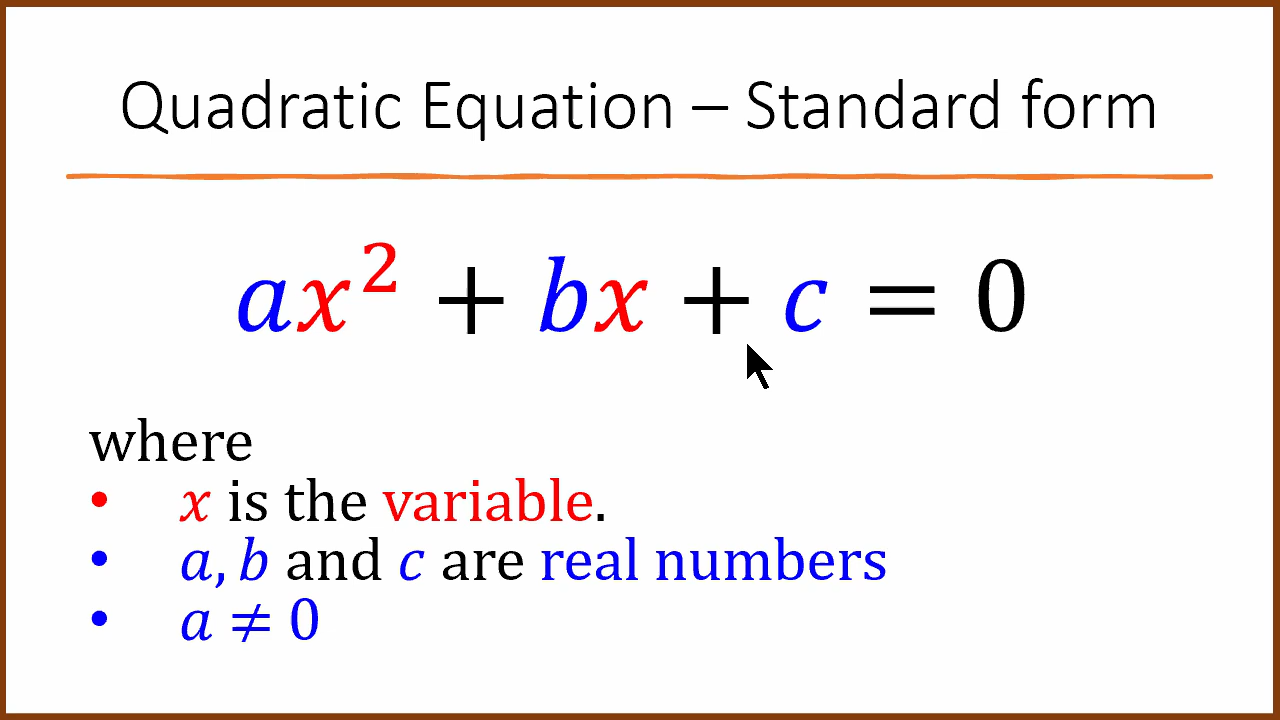 Quadratic Equation – Standard form
ax² + bx + c = 0
where
• x is the variable.
• a, b and c are real numbers
• a ≠ 0